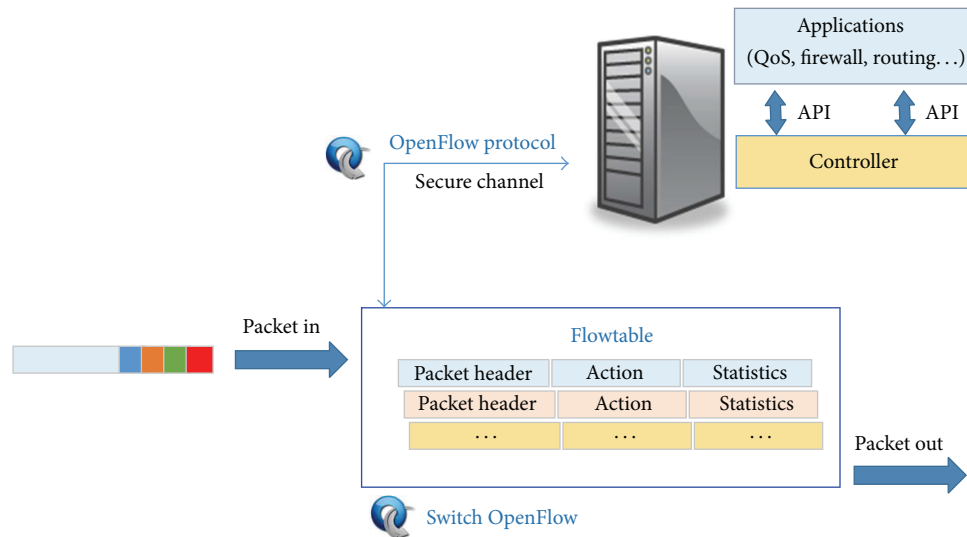 Applications
(QoS, firewall, routing...)
API API
Controller
OpenFlow protocol
Secure channel
Packet in
Flowtable
Packet header Action Statistics
Packet header Action Statistics
... ... ...
Packet out
Switch OpenFlow